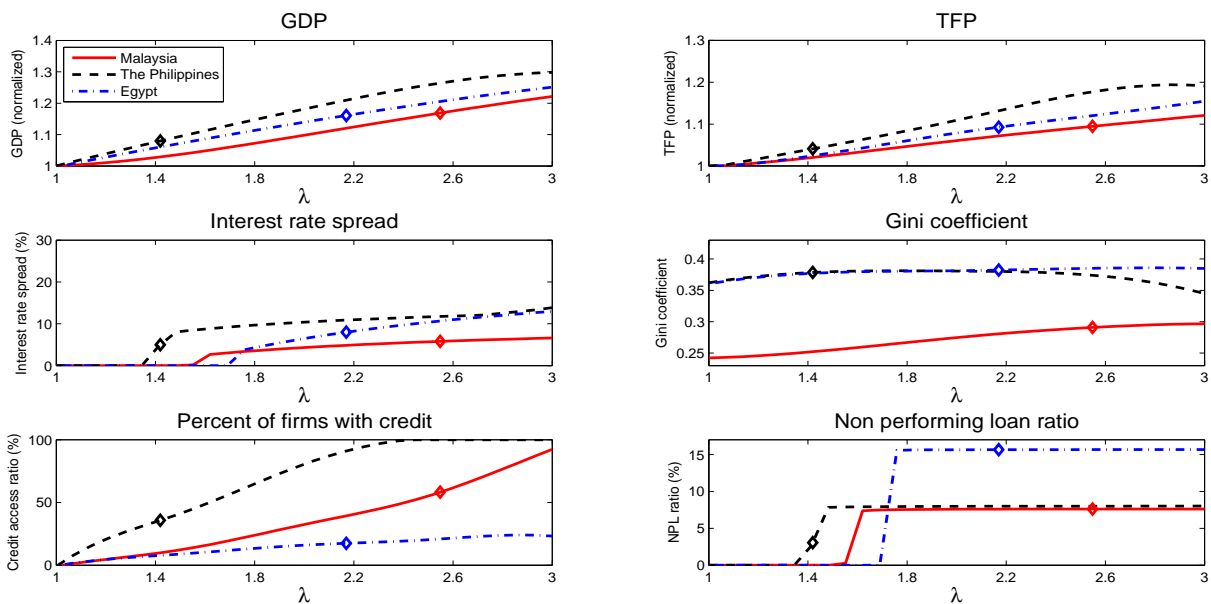 GDP
GDP (normalized)
1.4
1.3
1.2
1.1
1
Malaysia
The Philippines
Egypt
1 1.4 1.8 2.2 2.6 3
λ
TFP
TFP (normalized)
1.3
1.2
1.1
1
1 1.4 1.8 2.2 2.6 3
λ
Interest rate spread
Interest rate spread (%)
30
20
10
0
1 1.4 1.8 2.2 2.6 3
λ
Gini coefficient
Gini coefficient
0.4
0.35
0.3
0.25
1 1.4 1.8 2.2 2.6 3
λ
Percent of firms with credit
Credit access ratio (%)
100
50
0
1 1.4 1.8 2.2 2.6 3
λ
Non performing loan ratio
NPL ratio (%)
15
10
5
0
1 1.4 1.8 2.2 2.6 3
λ